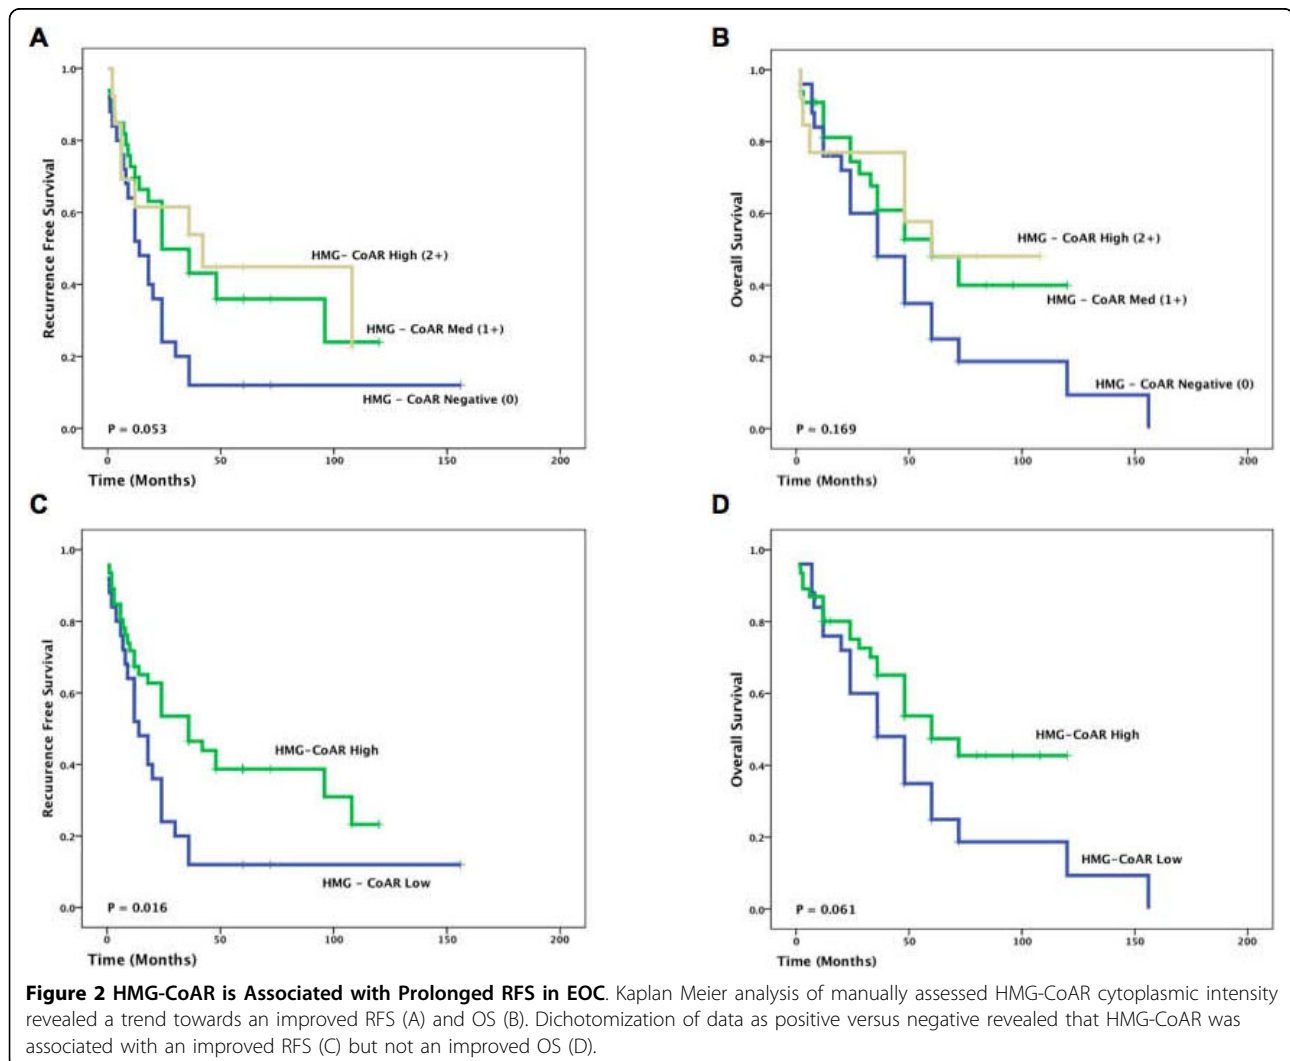 A
1.0
0.8
0.6
0.4
0.2
0.0
Recurrence Free Survival
HMG- CoAR High (2+)
HMG - CoAR Med (1+)
HMG - CoAR Negative (0)
P = 0.053
0 50 100 150 200
Time (Months)
B
1.0
0.8
0.6
0.4
0.2
0.0
Overall Survival
HMG - CoAR High (2+)
HMG - CoAR Med (1+)
HMG - CoAR Negative (0)
P = 0.169
0 50 100 150 200
Time (Months)
C
1.0
0.8
0.6
0.4
0.2
0.0
Recuurence Free Survival
HMG-CoAR High
HMG - CoAR Low
P = 0.016
0 50 100 150 200
Time (Months)
D
1.0
0.8
0.6
0.4
0.2
0.0
Overall Survival
HMG-CoAR High
HMG-CoAR Low
P = 0.061
0 50 100 150 200
Time (Months)
Figure 2 HMG-CoAR is Associated with Prolonged RFS in EOC. Kaplan Meier analysis of manually assessed HMG-CoAR cytoplasmic intensity
revealed a trend towards an improved RFS (A) and OS (B). Dichotomization of data as positive versus negative revealed that HMG-CoAR was
associated with an improved RFS (C) but not an improved OS (D).